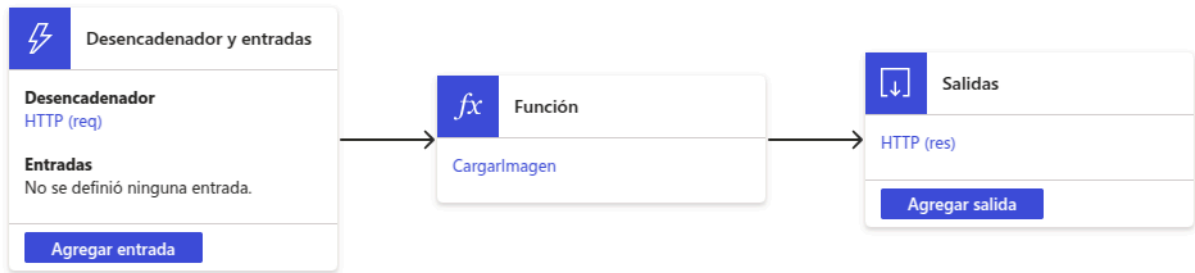 Desencadenador y entradas
Desencadenador
HTTP (req)
Entradas
No se definió ninguna entrada.
Agregar entrada
fx
Función
CargarImagen
Salidas
HTTP (res)
Agregar salida